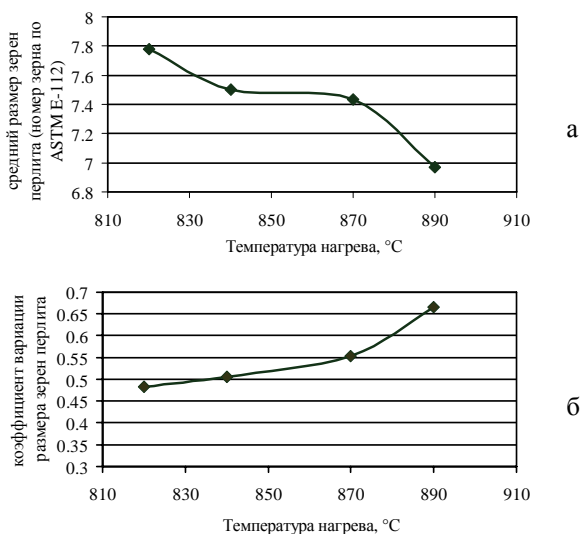 средний размер зерен
перлита (номер зерна по
ASTM E-112)
8
7.8
7.6
7.4
7.2
7
6.8
810 830 850 870 890 910
Температура нагрева, °C
а
коэффициент вариации
размера зерен перлита
0.7
0.65
0.6
0.55
0.5
0.45
0.4
0.35
0.3
810 830 850 870 890 910
Температура нагрева, °C
б